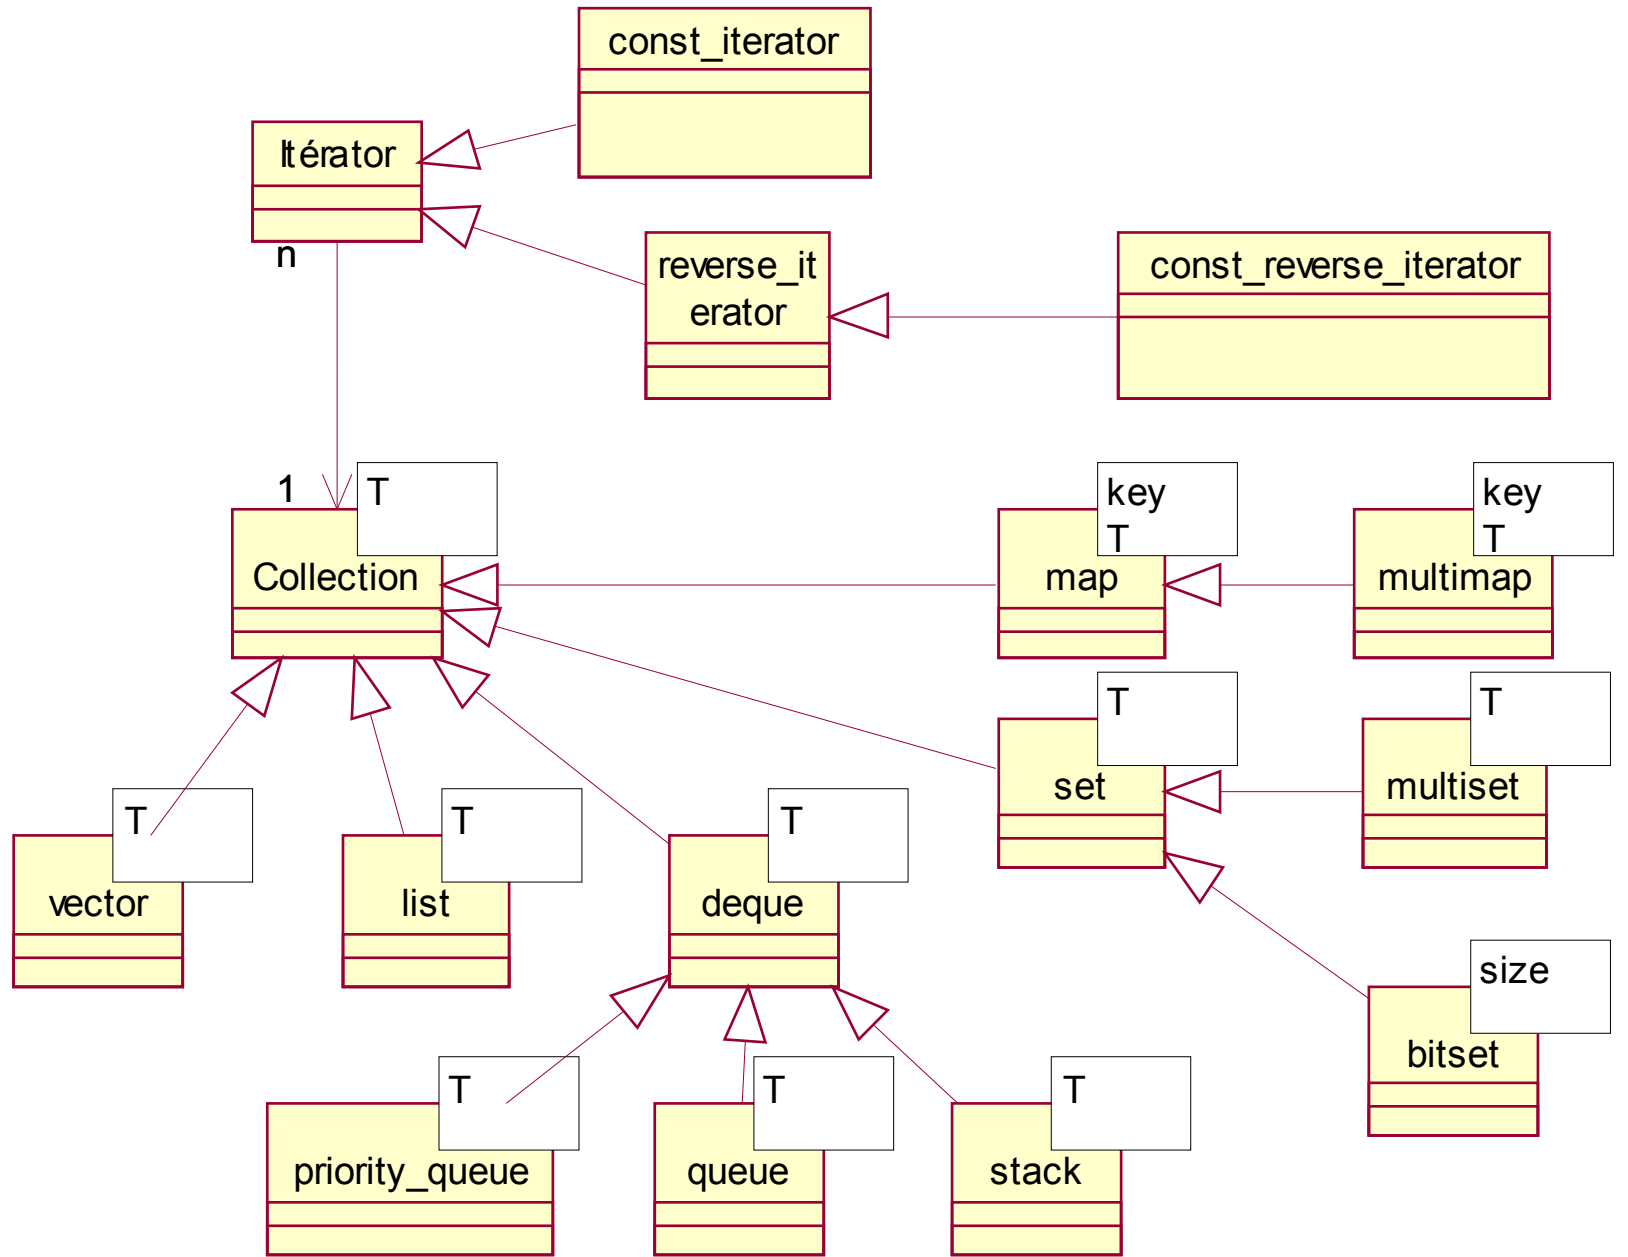 const_iterator
Itérator
n
reverse_it
erator
const_reverse_iterator
1
T
Collection
key
T
map
key
T
multimap
T
set
T
multiset
T
vector
T
list
T
deque
size
bitset
T
priority_queue
T
queue
T
stack